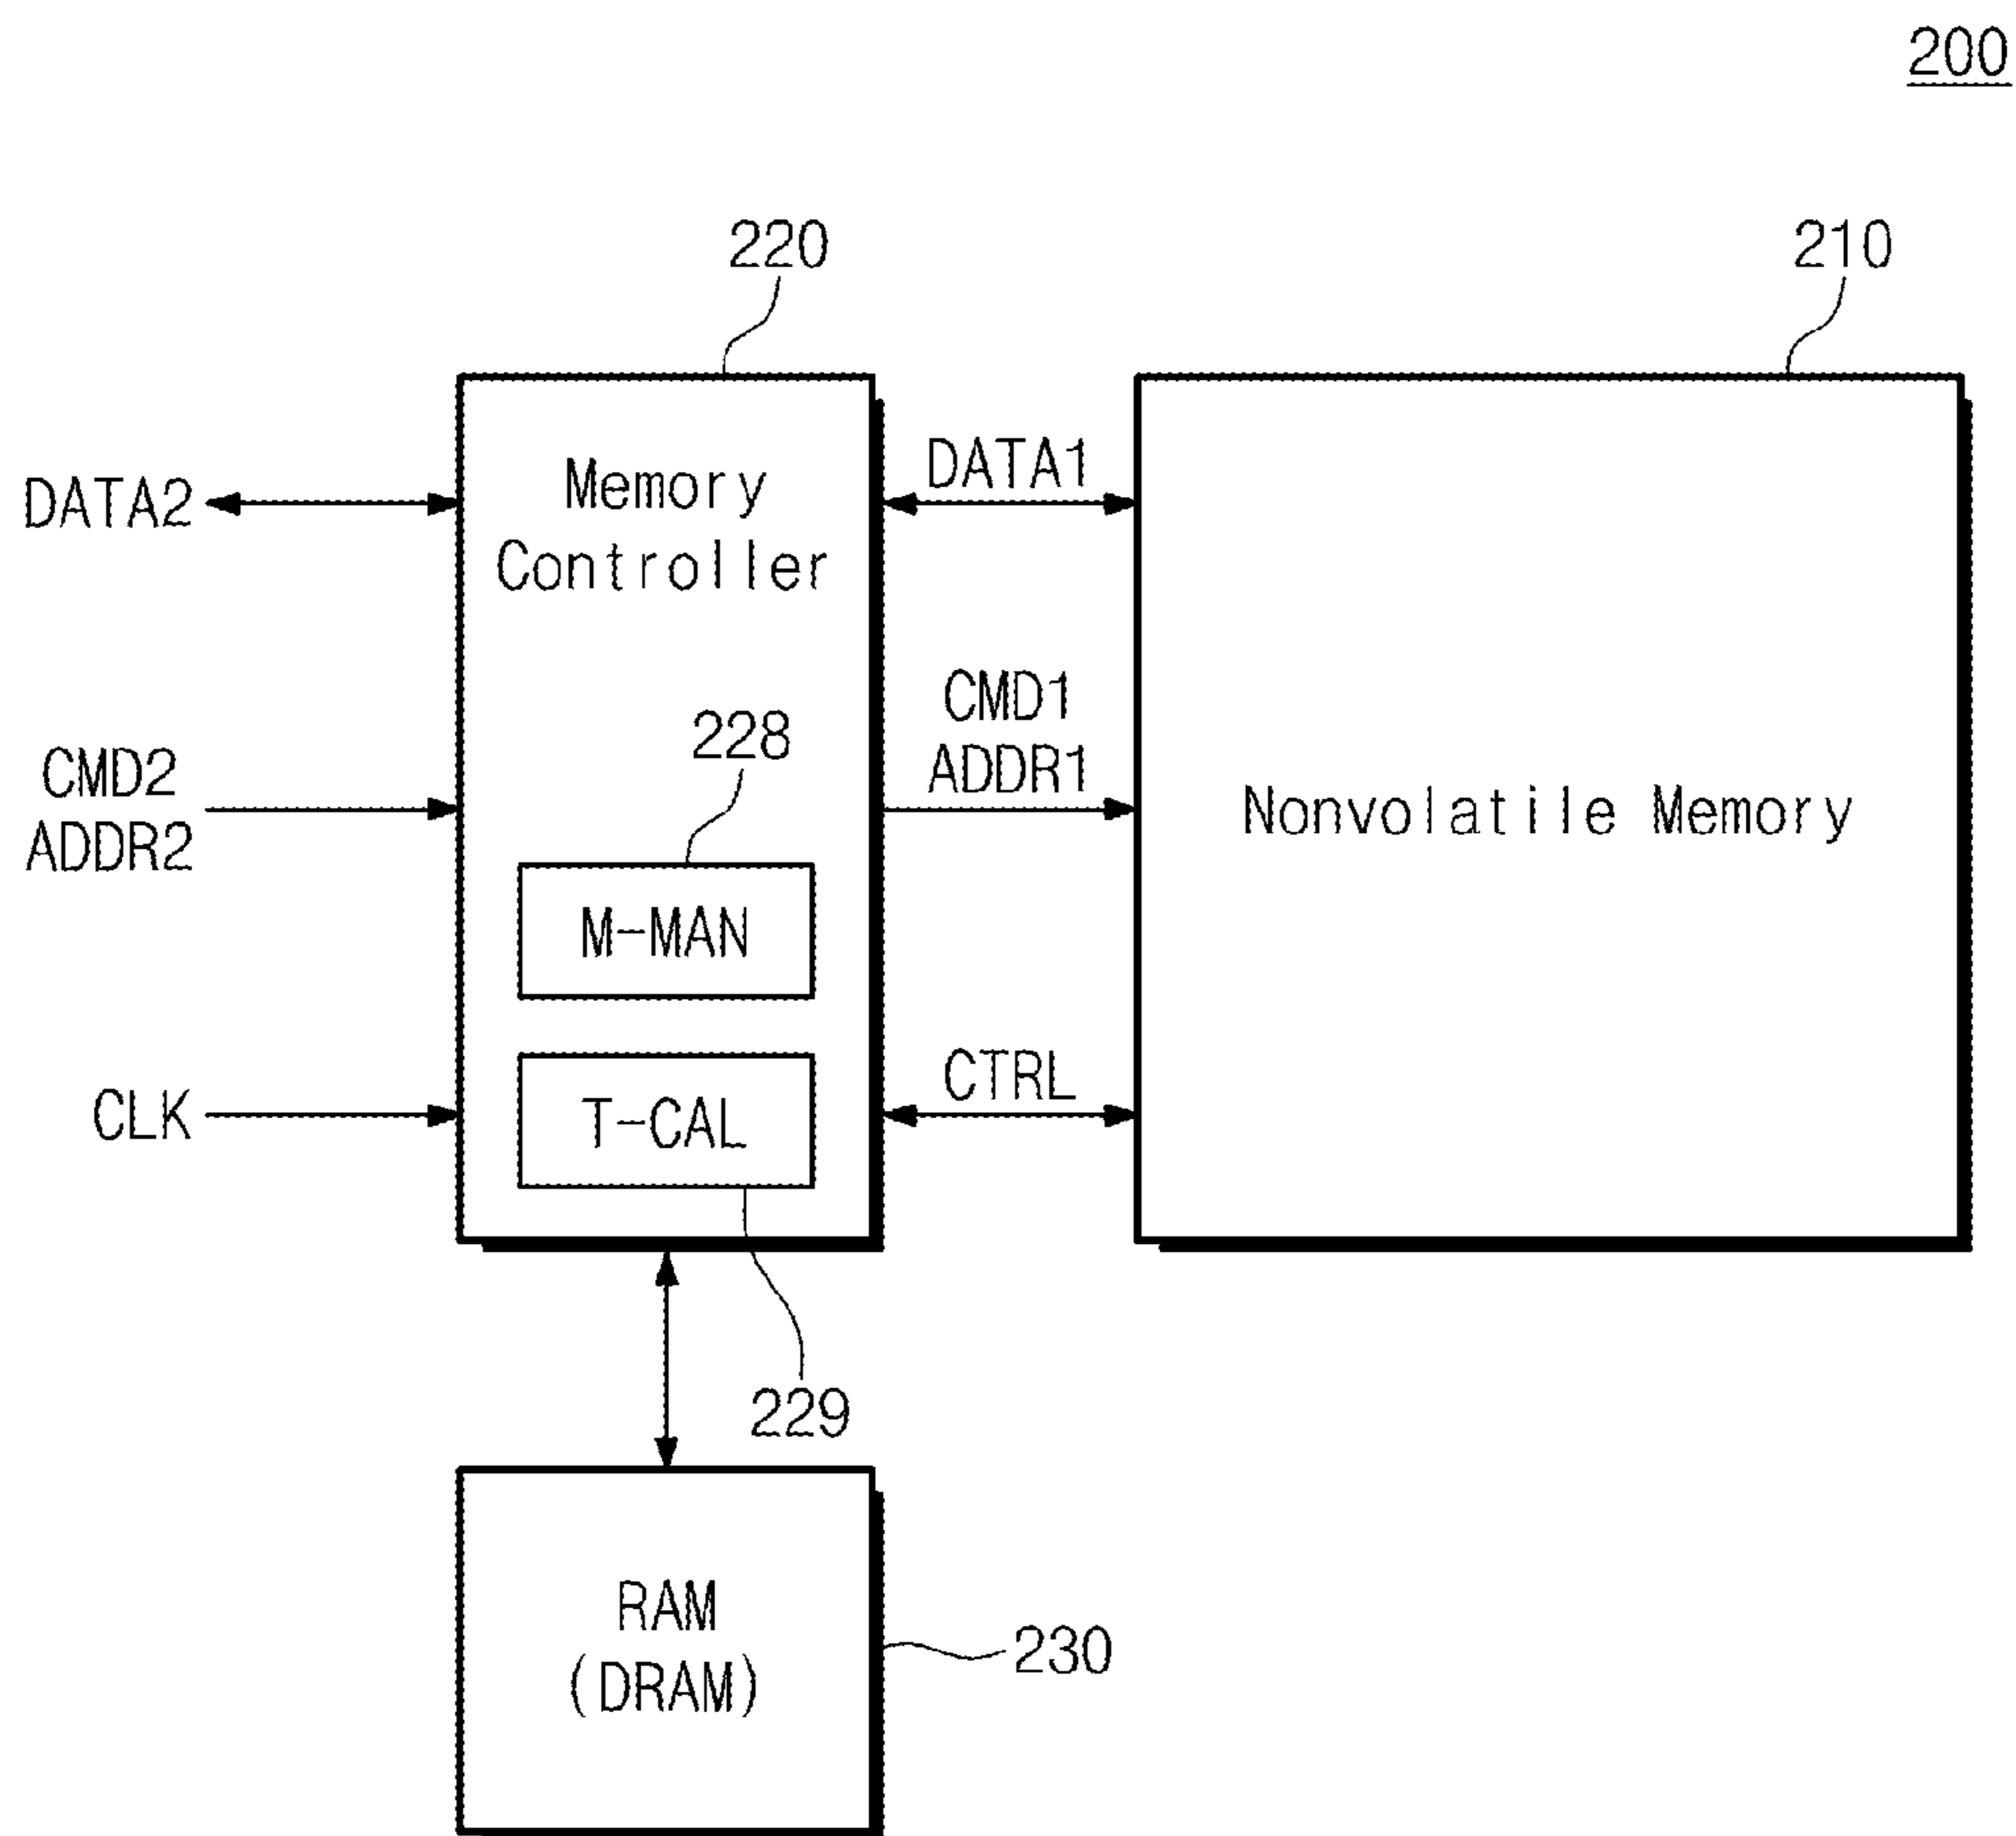 200
220
210
DATA2
Memory
Controller
DATA1
CMD2
ADDR2
228
CMD1
ADDR1
Nonvolatile Memory
M-MAN
CLK
T-CAL
CTRL
229
RAM
(DRAM)
230